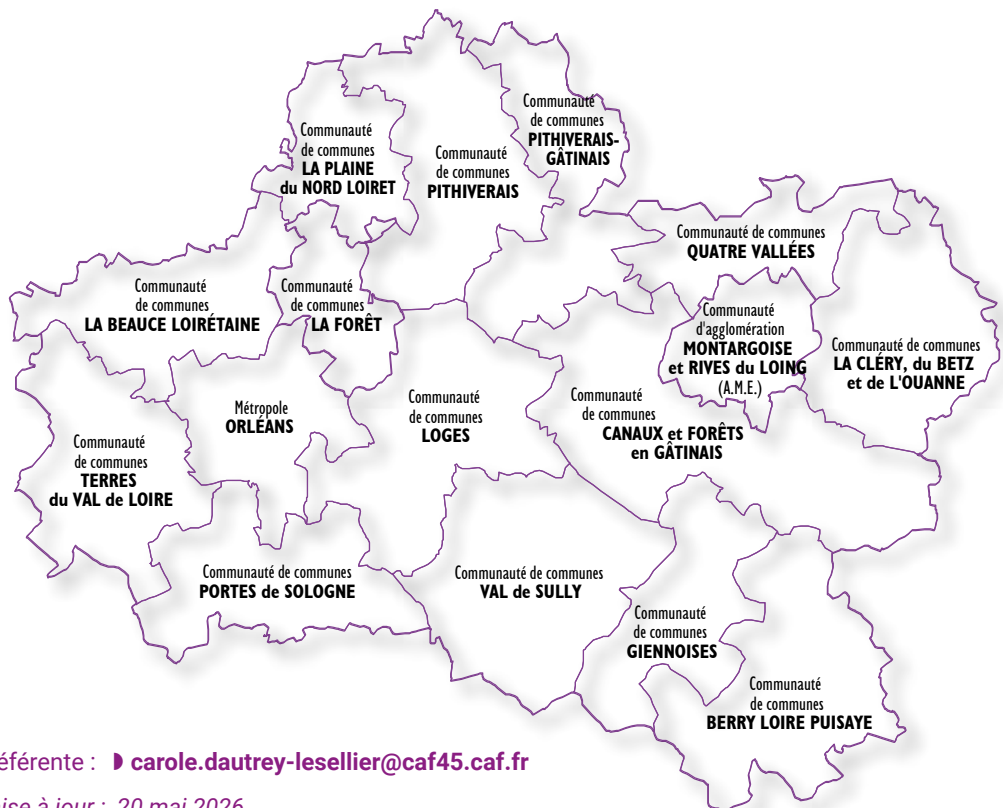 Communauté
de communes
PITHIVERAIS-
GÂTINAIS
Communauté
de communes
LA PLAINE
du NORD LOIRET
Communauté
de communes
PITHIVERAIS
Communauté de communes
QUATRE VALLÉES
Communauté
de communes
LA BEAUCE LOIRÉTAINE
Communauté
de communes
LA FORÊT
Communauté
d'agglomération
MONTARGOISE
et RIVES du LOING
(A.M.E.)
Communauté de communes
LA CLÉRY, du BETZ
et de L'OUANNE
Métropole
ORLÉANS
Communauté
de communes
LOGES
Communauté
de communes
CANAUX et FORÊTS
en GÂTINAIS
Communauté
de communes
TERRES
du VAL de LOIRE
Communauté de communes
PORTES de SOLOGNE
Communauté de communes
VAL de SULLY
Communauté
de communes
GIENNOISES
Communauté
de communes
BERRY LOIRE PUISAYE
éférente : ◗ carole.dautrey-lesellier@caf45.caf.fr
ise à jour : 20 mai 2026